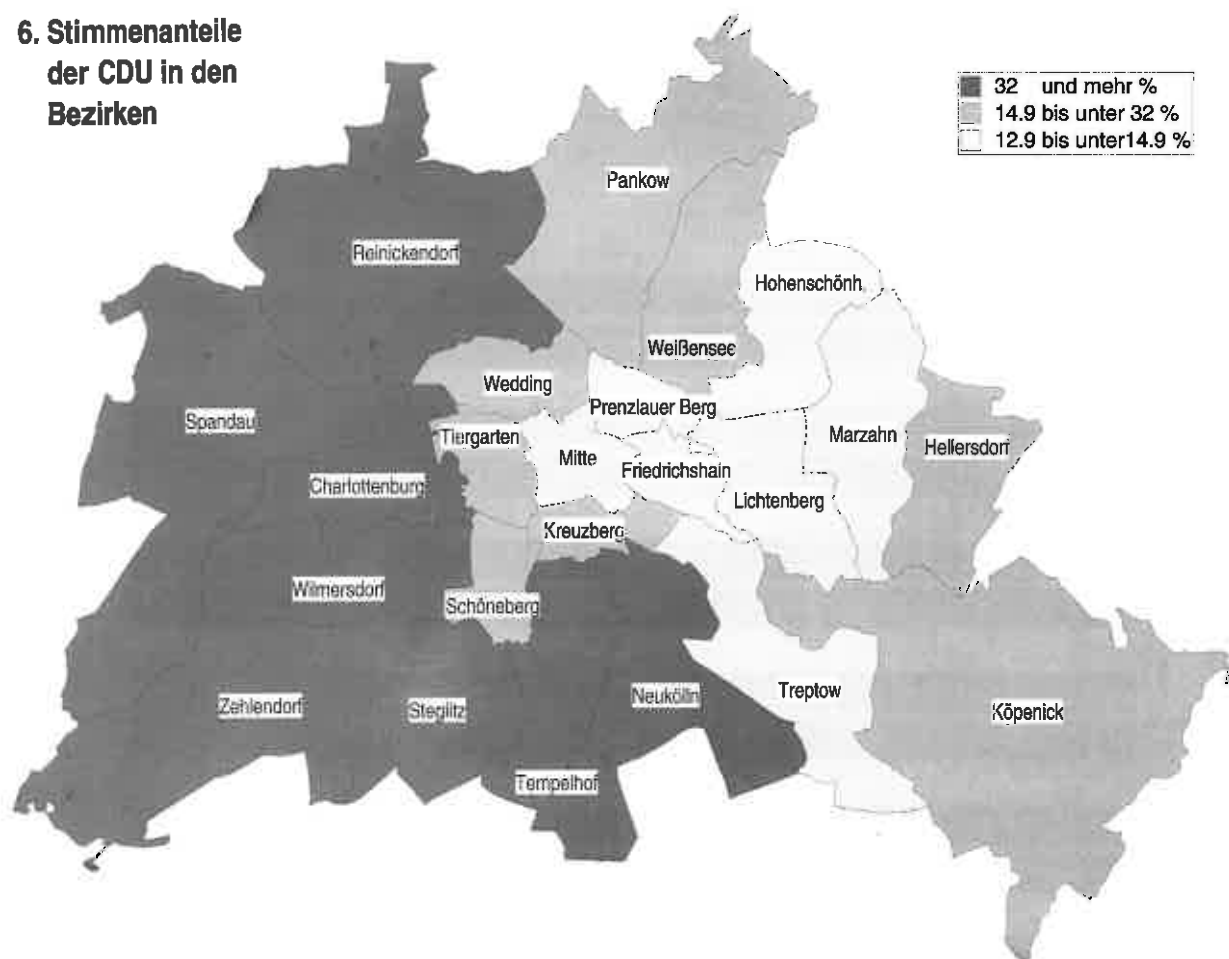 6. Stimmenanteile
der CDU in den
Bezirken
32 und mehr %
14.9 bis unter 32 %
12.9 bis unter14.9 %
Pankow
Reinickendorf
Hohenschönh
Weißensee
Wedding
Prenzlauer Berg
Spandau
Tiergarten
Mitte
Marzahn
Hellersdorf
Friedrichshain
Charlottenburg
Lichtenberg
Kreuzberg
Wilmersdorf
Schöneberg
Zehlendorf
Steglitz
Neukölln
Treptow
Köpenick
Tempelhof